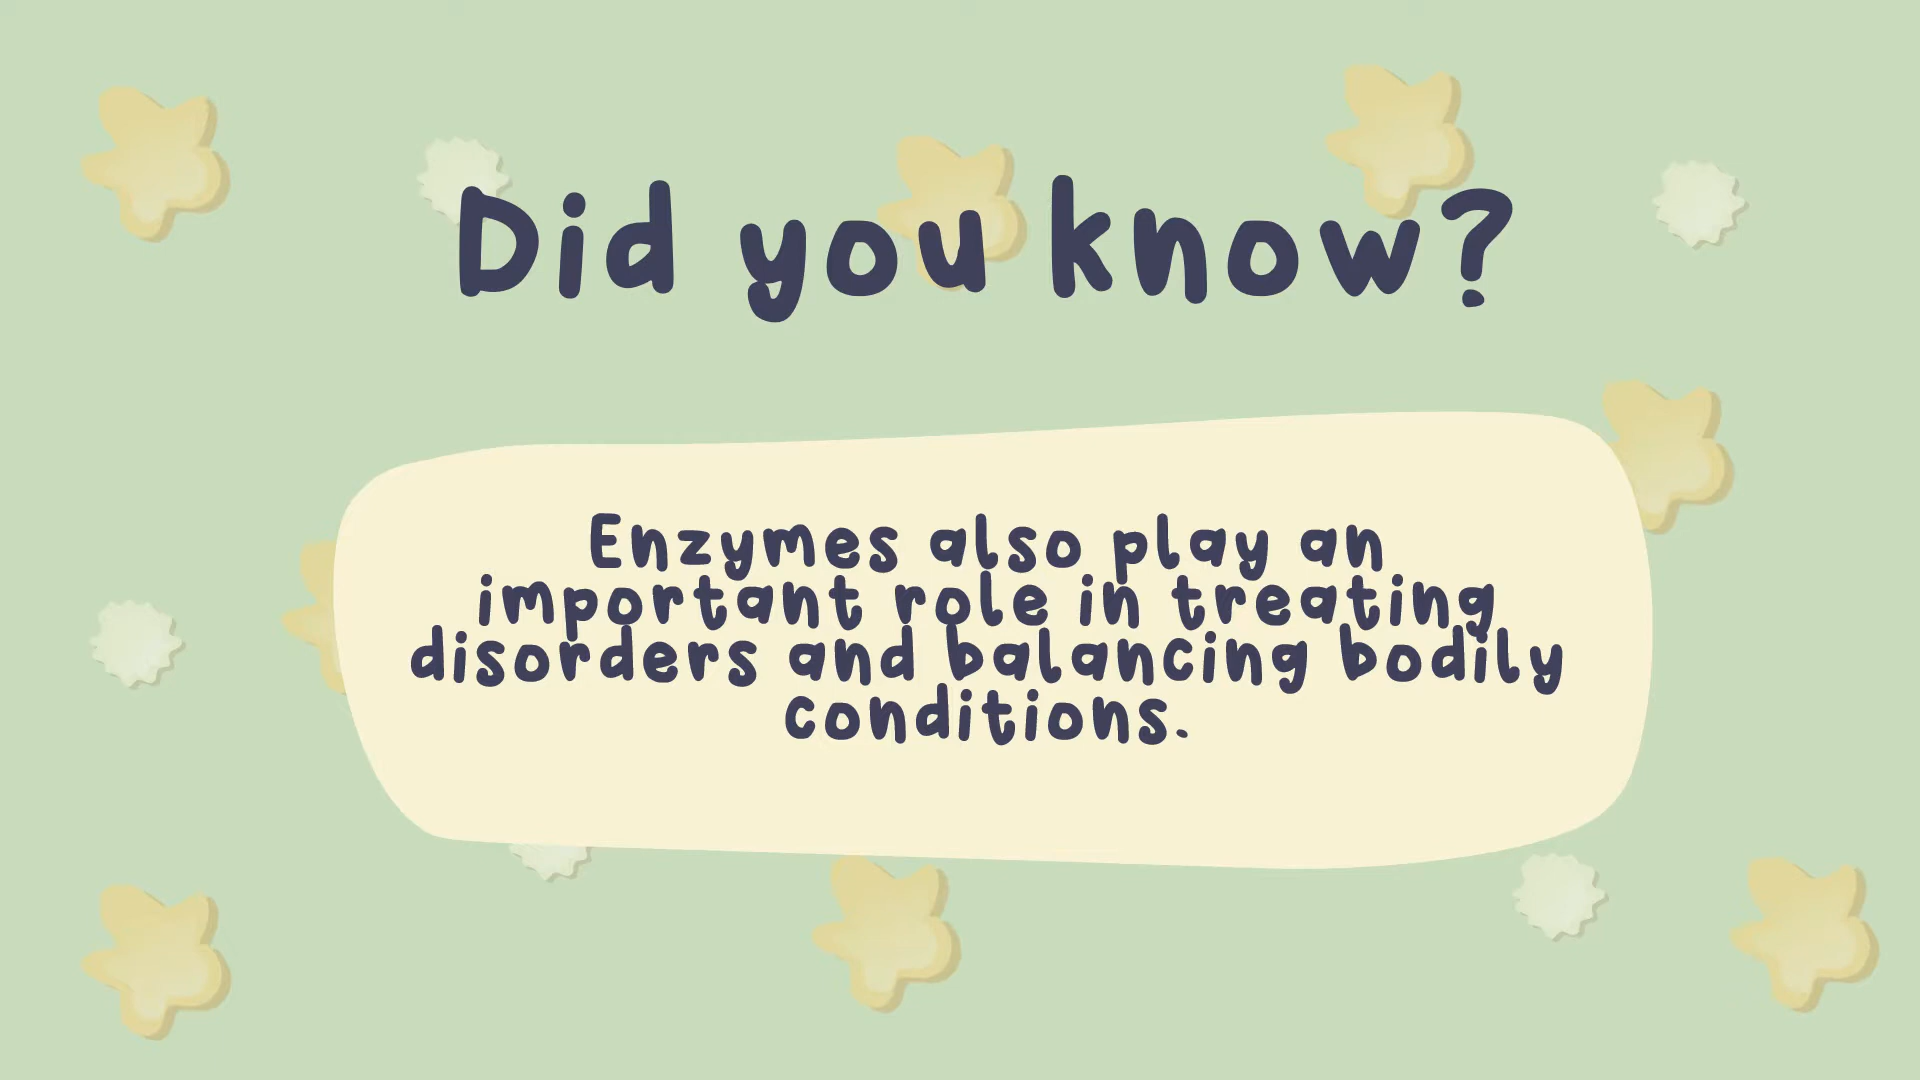 Did you know?
Enzymes also play an
important role in treating
disorders and balancing bodily
conditions.